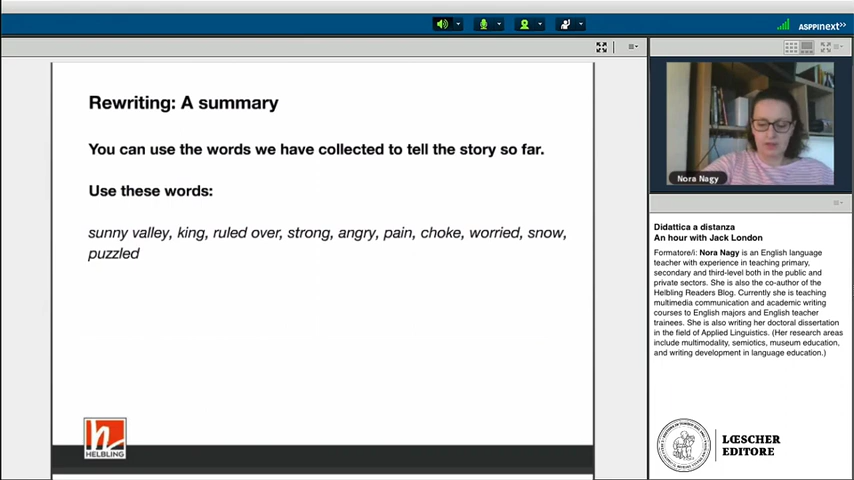 ASPPInext>>
Rewriting: A summary
You can use the words we have collected to tell the story so far.
Use these words:
sunny valley, king, ruled over, strong, angry, pain, choke, worried, snow,
puzzled
h
HELBLING
Nora Nagy
Didattica a distanza
An hour with Jack London
Formatore/i: Nora Nagy is an English language
teacher with experience in teaching primary,
secondary and third-level both in the public and
private sectors. She is also the co-author of the
Helbling Readers Blog. Currently she is teaching
multimedia communication and academic writing
courses to English majors and English teacher
trainees. She is also writing her doctoral dissertation
in the field of Applied Linguistics. (Her research areas
include multimodality, semiotics, museum education,
and writing development in language education.)
LŒSCHER
EDITORE